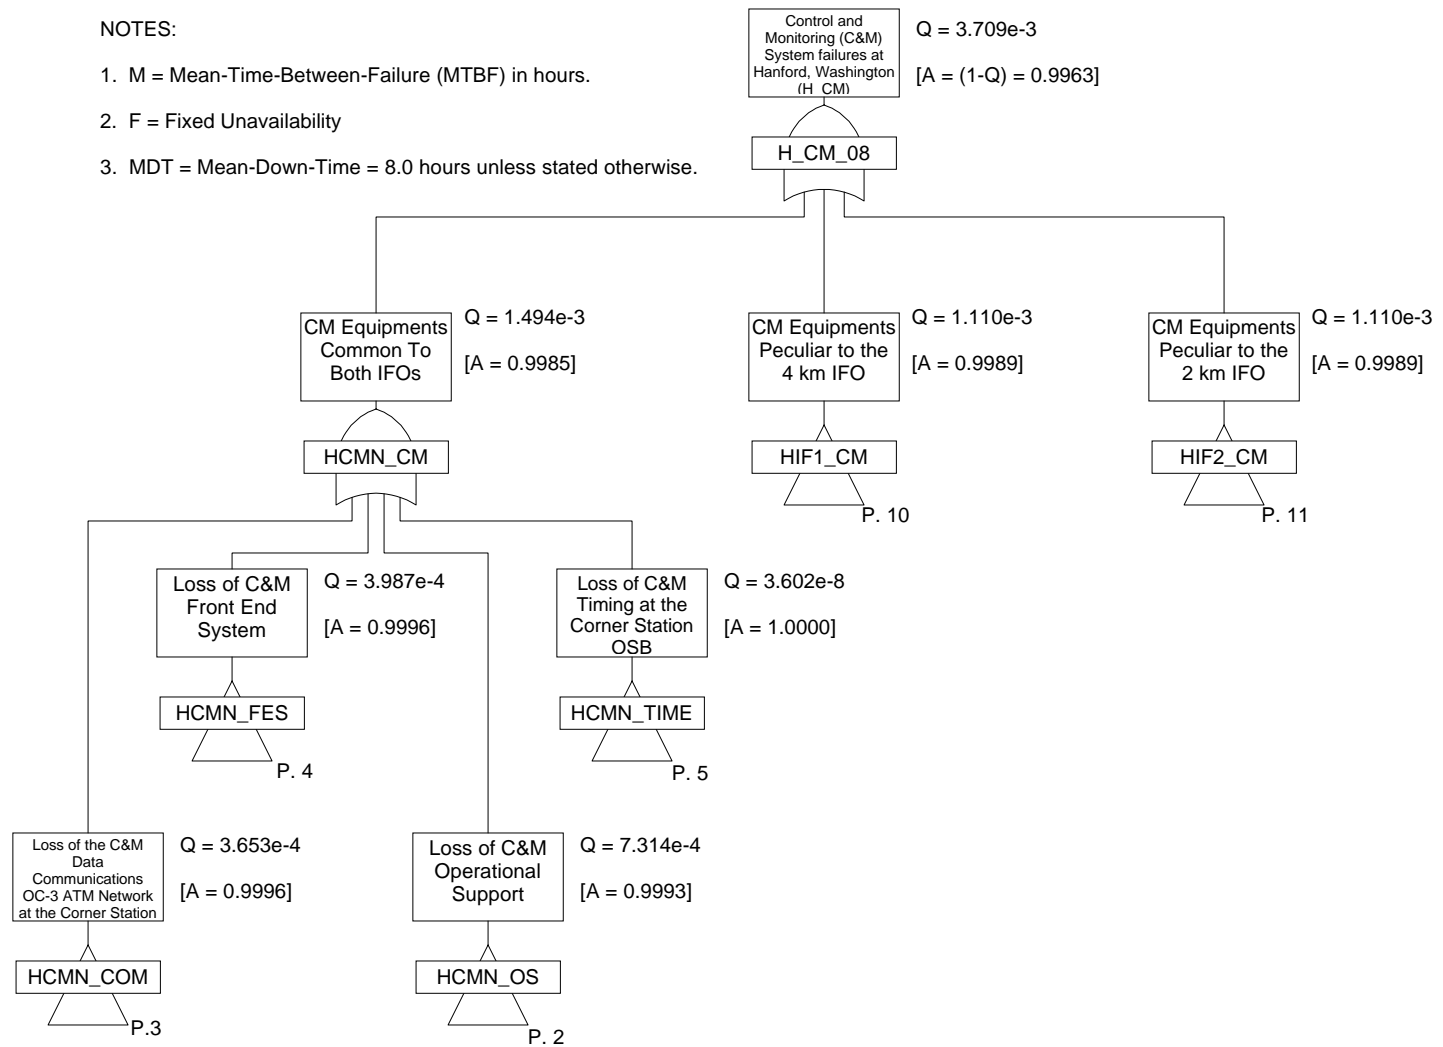 NOTES:
1. M = Mean-Time-Between-Failure (MTBF) in hours.
2. F = Fixed Unavailability
3. MDT = Mean-Down-Time = 8.0 hours unless stated otherwise.
Control and
Monitoring (C&M)
System failures at
Hanford, Washington
(H_CM)
Q = 3.709e-3
[A = (1-Q) = 0.9963]
H_CM_08
CM Equipments
Common To
Both IFOs
Q = 1.494e-3
[A = 0.9985]
HCMN_CM
CM Equipments
Peculiar to the
4 km IFO
Q = 1.110e-3
[A = 0.9989]
HIF1_CM
P. 10
CM Equipments
Peculiar to the
2 km IFO
Q = 1.110e-3
[A = 0.9989]
HIF2_CM
P. 11
Loss of C&M
Front End
System
Q = 3.987e-4
[A = 0.9996]
HCMN_FES
P. 4
Loss of C&M
Timing at the
Corner Station
OSB
Q = 3.602e-8
[A = 1.0000]
HCMN_TIME
P. 5
Loss of the C&M
Data
Communications
OC-3 ATM Network
at the Corner Station
Q = 3.653e-4
[A = 0.9996]
HCMN_COM
P.3
Loss of C&M
Operational
Support
Q = 7.314e-4
[A = 0.9993]
HCMN_OS
P. 2